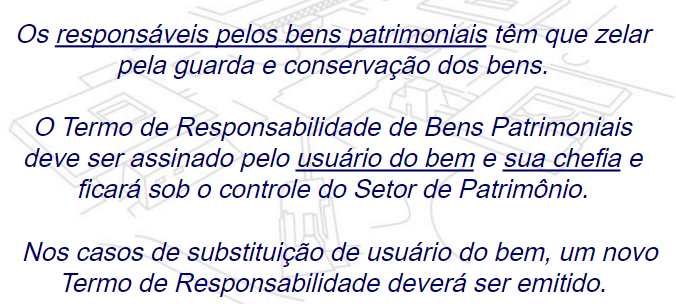 Os responsáveis pelos bens patrimoniais têm que zelar
pela guarda e conservação dos bens.
O Termo de Responsabilidade de Bens Patrimoniais
deve ser assinado pelo usuário do bem e sua chefia e
ficará sob o controle do Setor de Patrimônio.
Nos casos de substituição de usuário do bem, um novo
Termo de Responsabilidade deverá ser emitido.